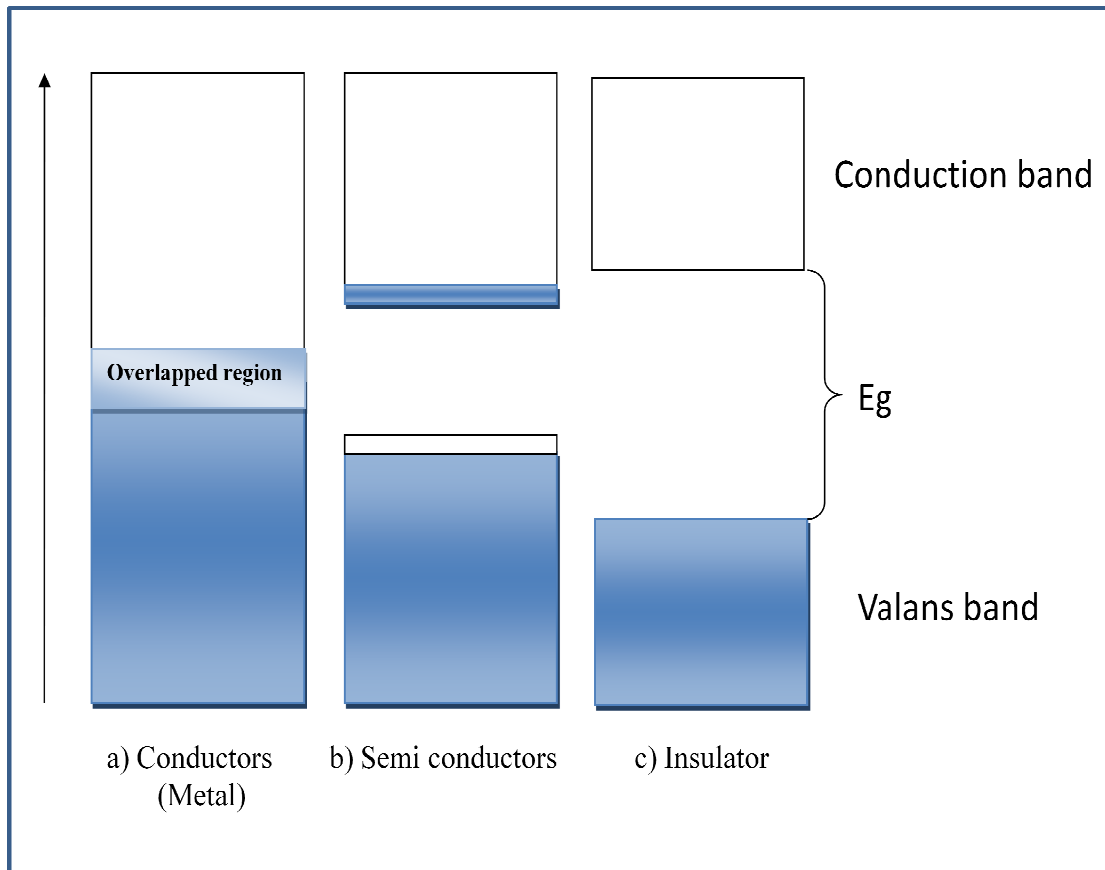 Conduction band
Overlapped region
Eg
Valans band
a) Conductors
(Metal)
b) Semi conductors
c) Insulator